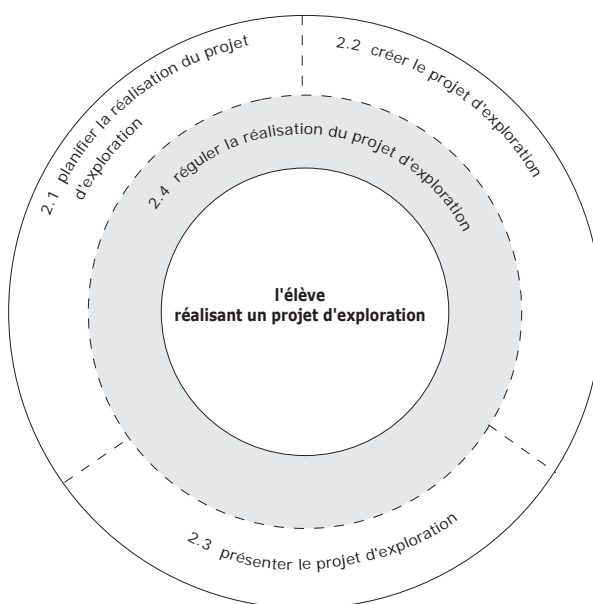 2.1 planifier la réalisation du projet
d'exploration
2.2 créer le projet d'exploration
2.4 réguler la réalisation du projet d'exploration
l'élève
réalisant un projet d'exploration
2.3 présenter le projet d'exploration